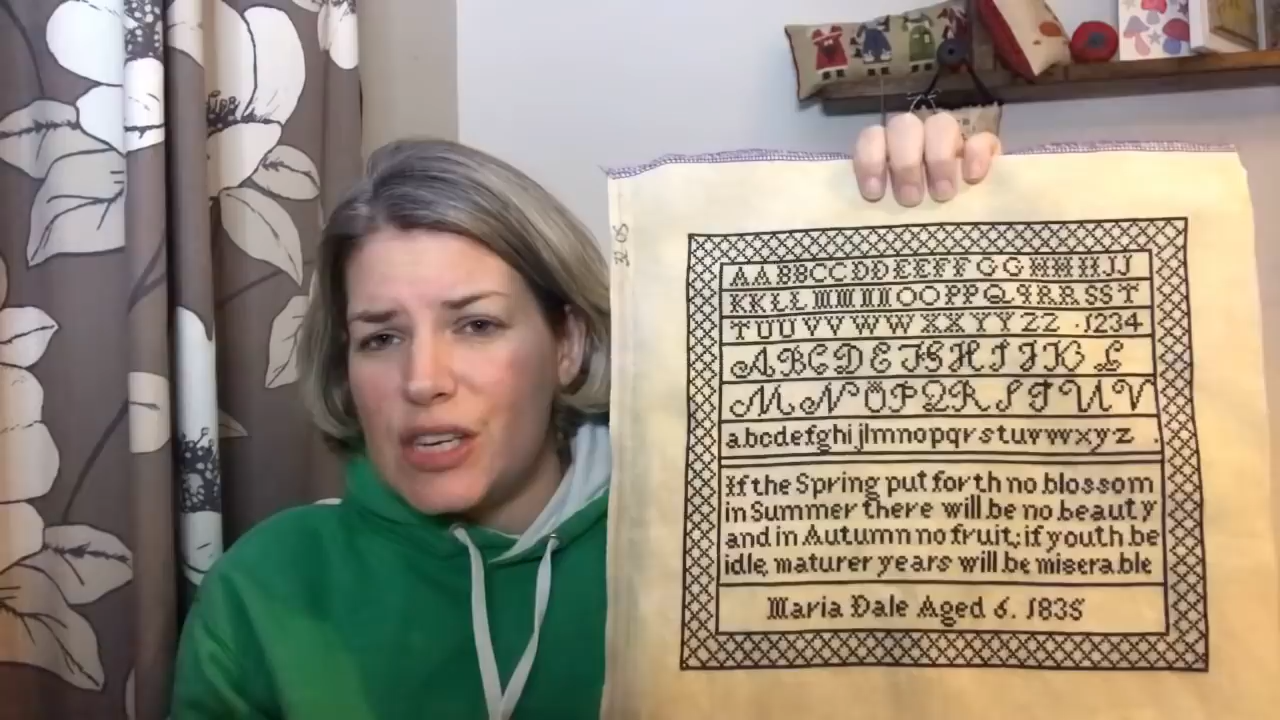 AABBCCDDEEFFGGHHIIJJ
KKLLMMNNOOPPQQRRSST
TUUVVWWXXYYZZ .1234
ABCDEFGHIJKL
MNOPQRSTUV
abcdefghijlmnopqrstuvwxyz .
If the Spring put forth no blossom
in Summer there will be no beauty
and in Autumn no fruit; if youth be
idle, maturer years will be miserable
Maria Dale Aged 6. 1835